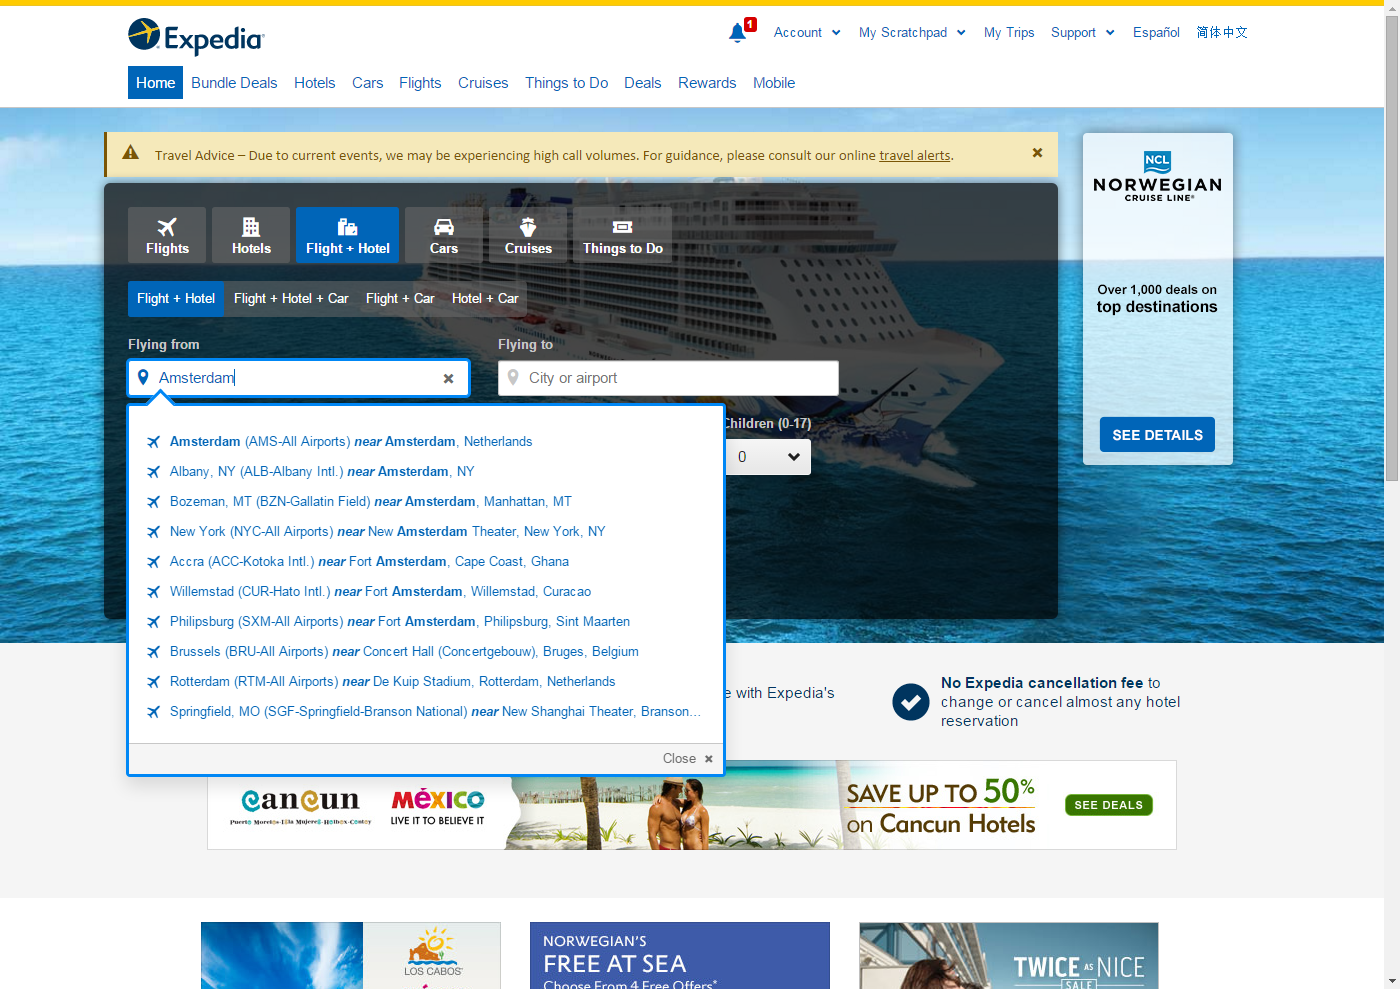 Expedia
1
Account
My Scratchpad
My Trips
Support
Español
简体中文
Home
Bundle Deals
Hotels
Cars
Flights
Cruises
Things to Do
Deals
Rewards
Mobile
Travel Advice – Due to current events, we may be experiencing high call volumes. For guidance, please consult our online travel alerts.
NCL
NORWEGIAN
CRUISE LINE®
Over 1,000 deals on
top destinations
SEE DETAILS
Flights
Hotels
Flight + Hotel
Cars
Cruises
Things to Do
Flight + Hotel
Flight + Hotel + Car
Flight + Car
Hotel + Car
Flying from
Flying to
Amsterdam
City or airport
Children (0-17)
0
Amsterdam (AMS-All Airports) near Amsterdam, Netherlands
Albany, NY (ALB-Albany Intl.) near Amsterdam, NY
Bozeman, MT (BZN-Gallatin Field) near Amsterdam, Manhattan, MT
New York (NYC-All Airports) near New Amsterdam Theater, New York, NY
Accra (ACC-Kotoka Intl.) near Fort Amsterdam, Cape Coast, Ghana
Willemstad (CUR-Hato Intl.) near Fort Amsterdam, Willemstad, Curacao
Philipsburg (SXM-All Airports) near Fort Amsterdam, Philipsburg, Sint Maarten
Brussels (BRU-All Airports) near Concert Hall (Concertgebouw), Bruges, Belgium
Rotterdam (RTM-All Airports) near De Kuip Stadium, Rotterdam, Netherlands
Springfield, MO (SGF-Springfield-Branson National) near New Shanghai Theater, Branson...
Close
with Expedia's
No Expedia cancellation fee to
change or cancel almost any hotel
reservation
cancun
Puerto Morelos-Isla Mujeres-Holbox-Contoy
MÉXICO
LIVE IT TO BELIEVE IT
SAVE UP TO 50%
on Cancun Hotels
SEE DEALS
LOS CABOS
NORWEGIAN'S
FREE AT SEA
Choose From 4 Free Offers*
TWICE AS NICE
SALE